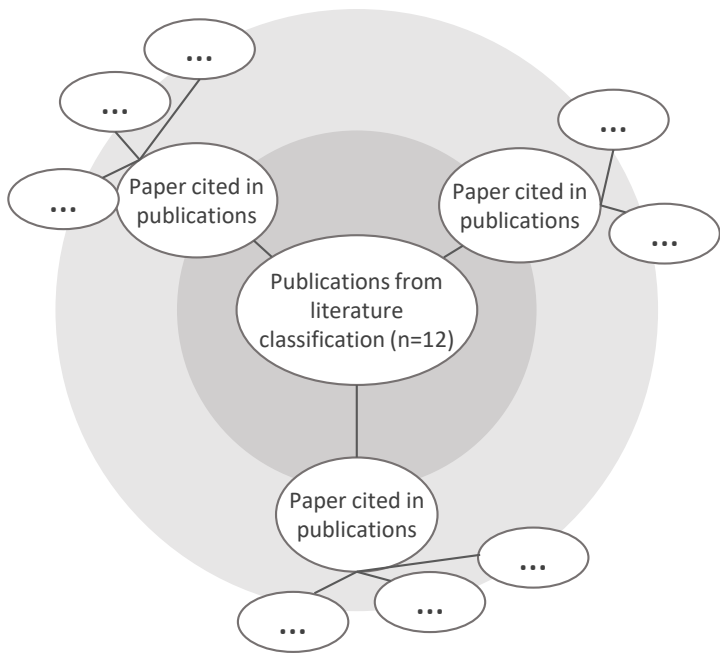 ...
...
...
Paper cited in
publications
...
Paper cited in
publications
...
Publications from
literature
classification (n=12)
Paper cited in
publications
...
...
...